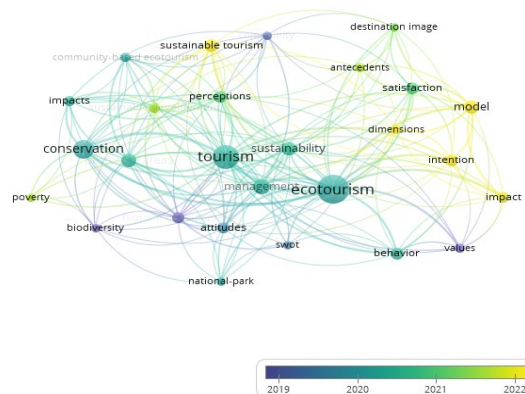 destination image
community-based ecotourism
sustainable tourism
antecedents
satisfaction
impacts
perceptions
model
dimensions
conservation
tourism
sustainability
intention
management
ecotourism
poverty
impact
biodiversity
attitudes
swot
behavior
values
national-park
2019 2020 2021 2022